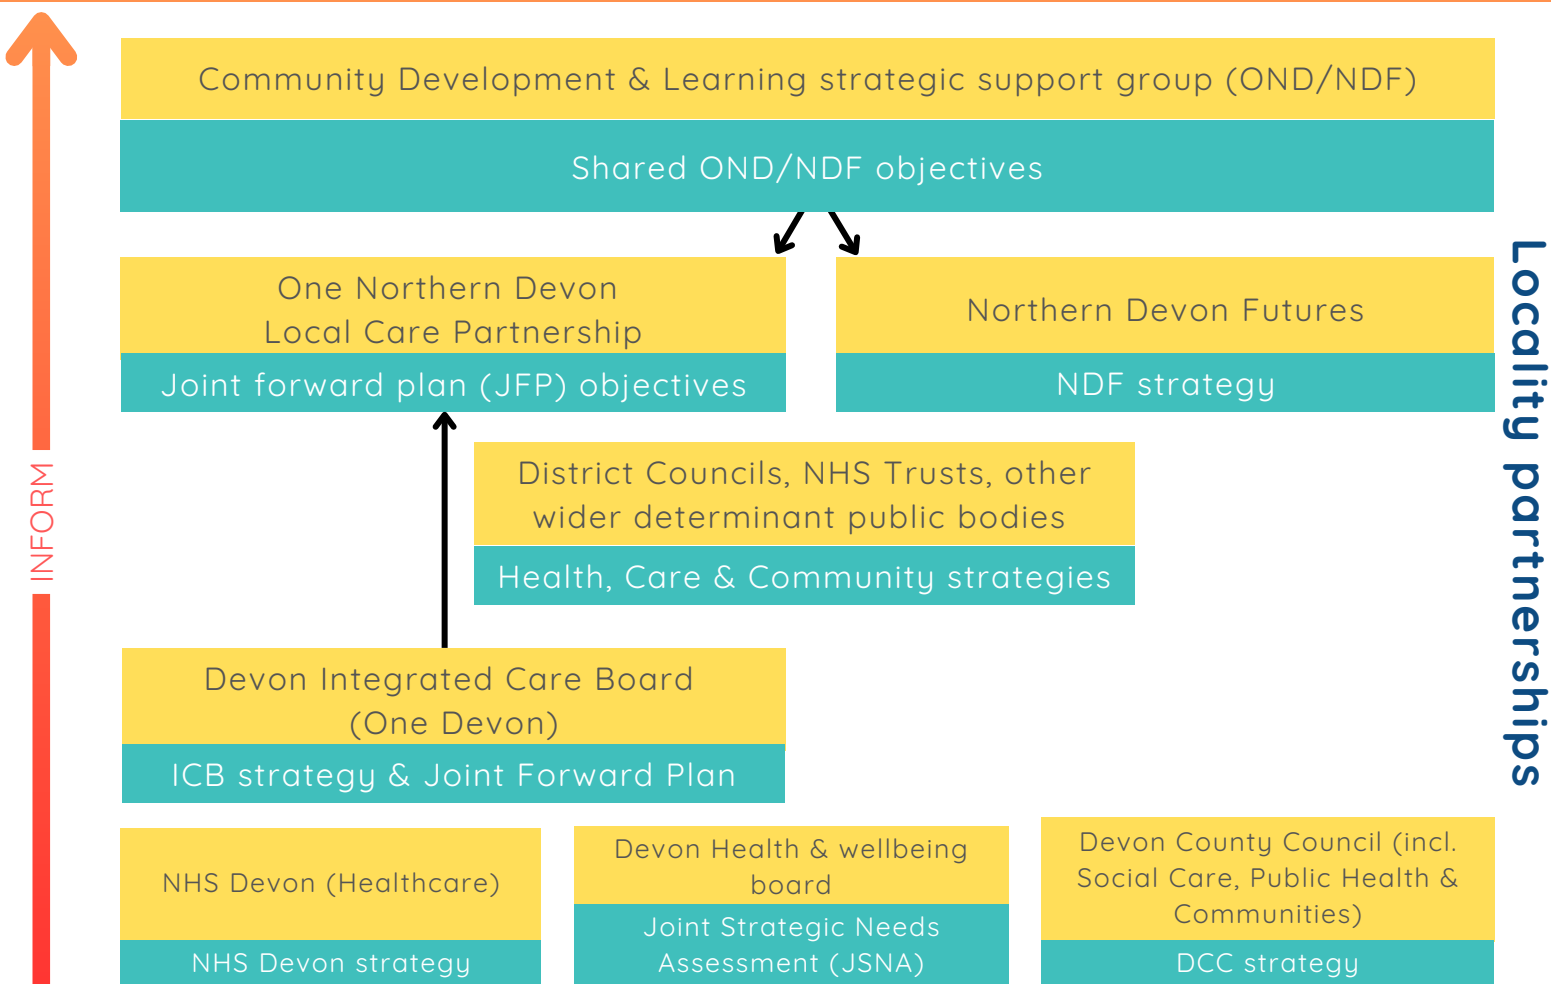 Community Development & Learning strategic support group (OND/NDF)
Shared OND/NDF objectives
One Northern Devon
Local Care Partnership
Joint forward plan (JFP) objectives
Northern Devon Futures
NDF strategy
District Councils, NHS Trusts, other
wider determinant public bodies
Health, Care & Community strategies
Devon Integrated Care Board
(One Devon)
ICB strategy & Joint Forward Plan
NHS Devon (Healthcare)
NHS Devon strategy
Devon Health & wellbeing
board
Joint Strategic Needs
Assessment (JSNA)
Devon County Council (incl.
Social Care, Public Health &
Communities)
DCC strategy
INFORM
Locality partnerships